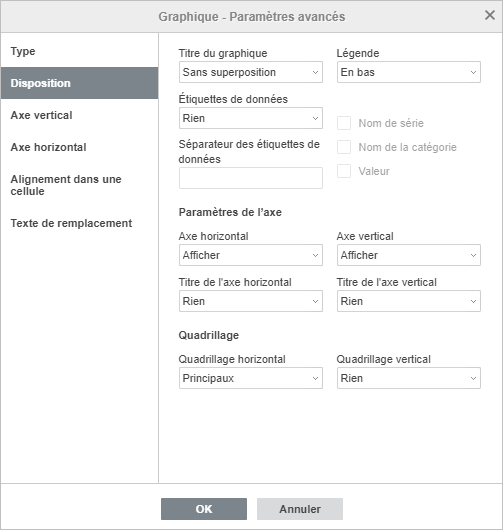 Graphique - Paramètres avancés
Type
Disposition
Axe vertical
Axe horizontal
Alignement dans une
cellule
Texte de remplacement
Titre du graphique
Légende
Sans superposition
En bas
Étiquettes de données
Rien
Nom de série
Séparateur des étiquettes de
données
Nom de la catégorie
Valeur
Paramètres de l'axe
Axe horizontal
Axe vertical
Afficher
Afficher
Titre de l'axe horizontal
Titre de l'axe vertical
Rien
Rien
Quadrillage
Quadrillage horizontal
Quadrillage vertical
Principaux
Rien
OK
Annuler